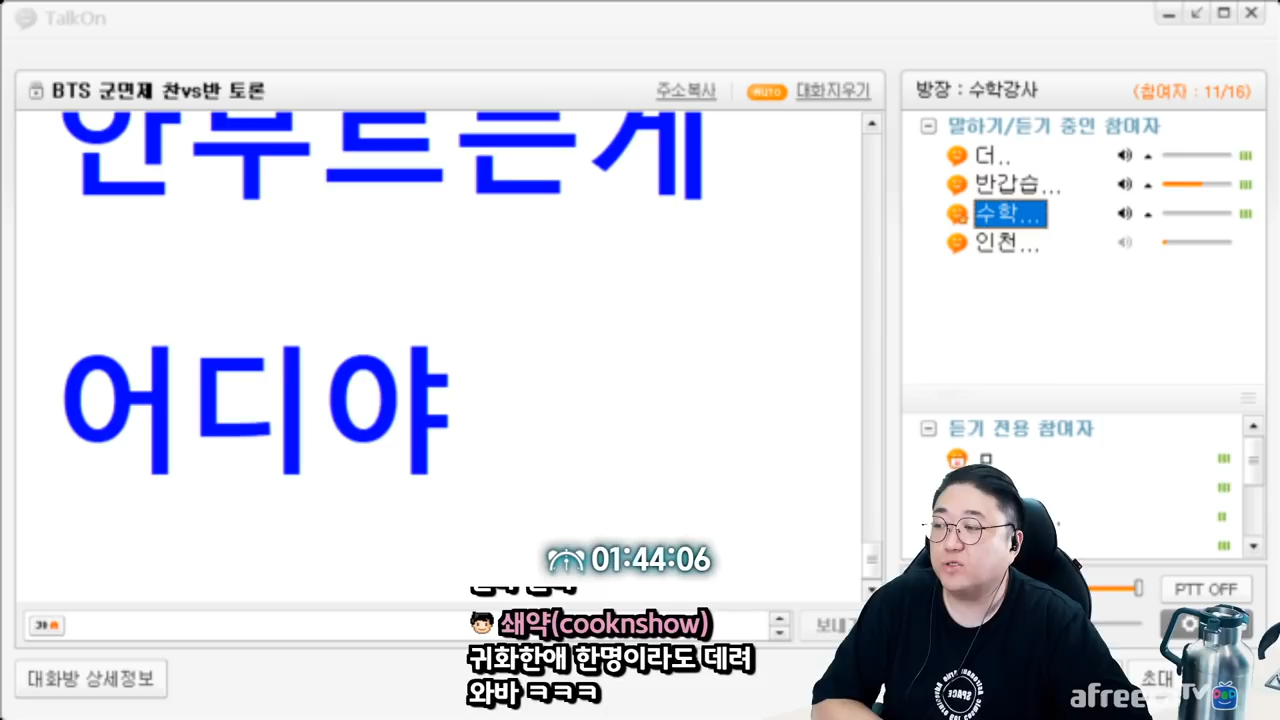 TalkOn
BTS 군면제 찬vs반 토론
주소복사
AUTO
대화지우기
방장 : 수학강사
(참여자 : 11/16)
안부르는게
어디야
말하기/듣기 중인 참여자
더..
반갑습...
수학...
인천...
듣기 전용 참여자
ㅁ
01:44:06
쇄약(cooknshow)
귀화한애 한명이라도 데려
와바 ㅋㅋㅋ
가
보내기
PTT OFF
대화방 상세정보
초대
SPACE
afreecaTV